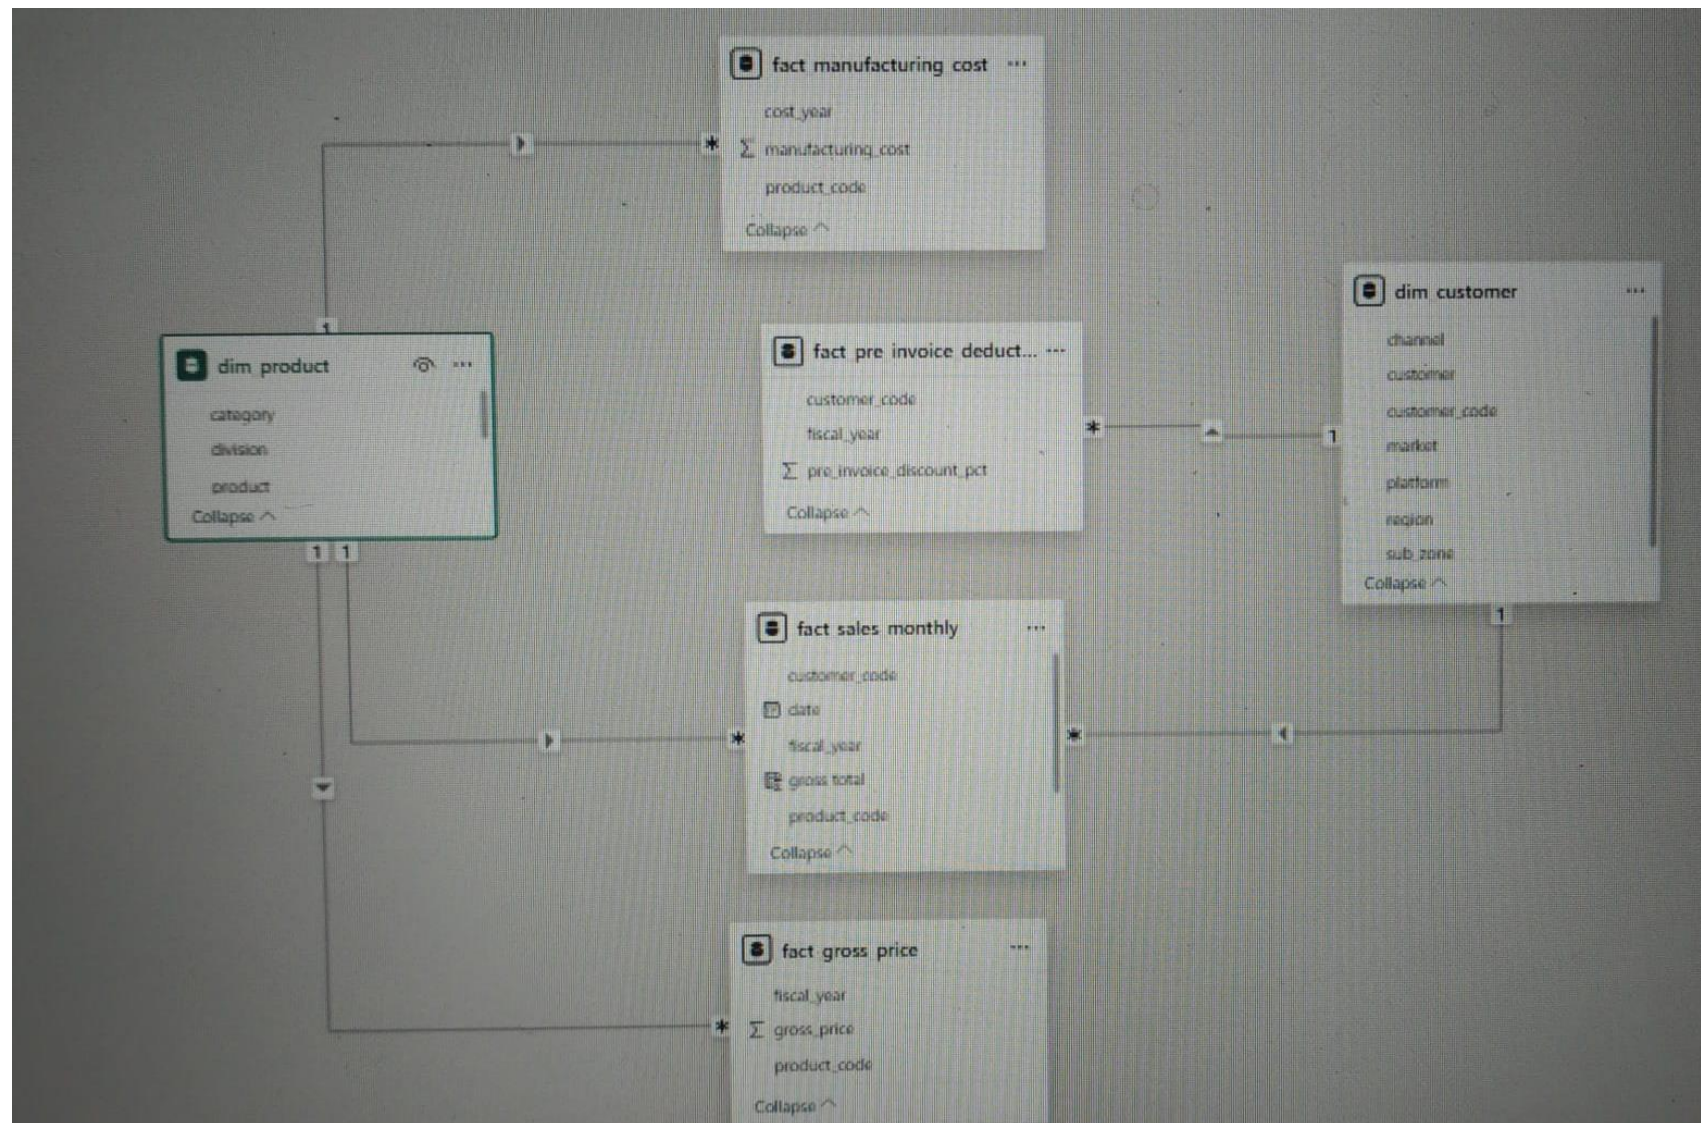 fact manufacturing cost ...
cost_year
Σ manufacturing_cost
product_code
Collapse
*
1
dim product ...
category
division
product
Collapse
1 1
fact pre invoice deduct... ...
customer_code
fiscal_year
Σ pre_invoice_discount_pct
Collapse
*
1
dim customer ...
channel
customer
customer_code
market
platform
region
sub_zone
Collapse
1
fact sales monthly ...
customer_code
date
fiscal_year
gross total
product_code
Collapse
*
*
fact gross price ...
fiscal_year
Σ gross_price
product_code
Collapse
*